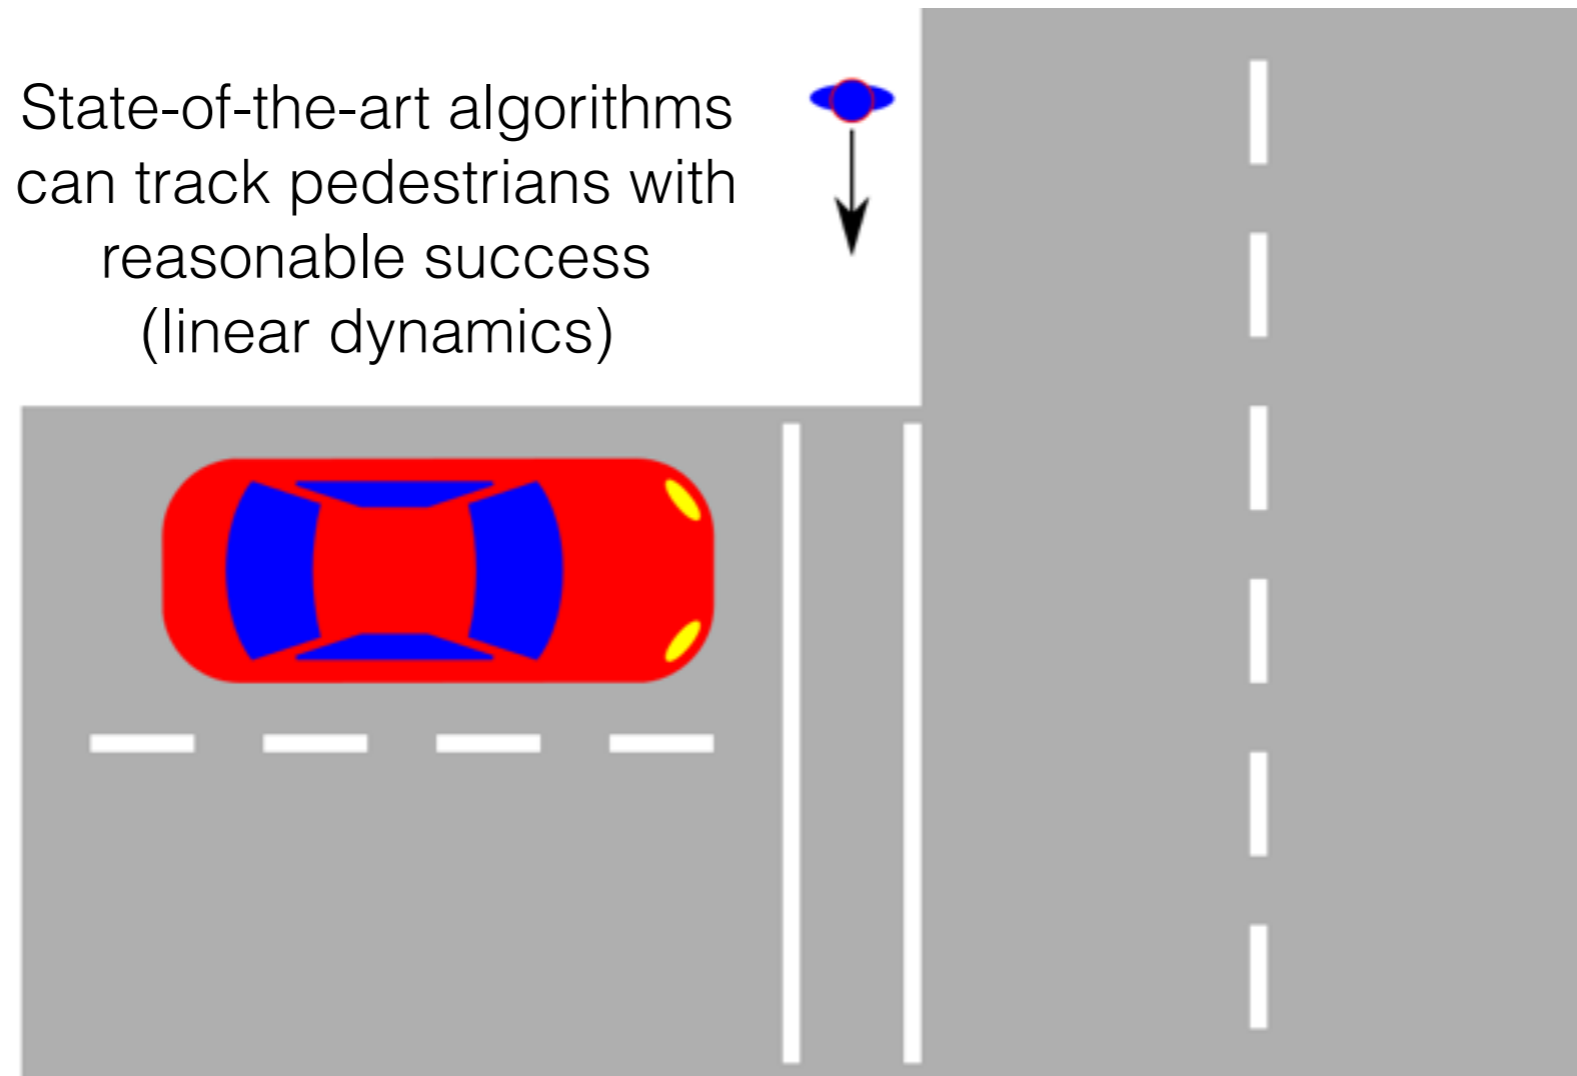 State-of-the-art algorithms
can track pedestrians with
reasonable success
(linear dynamics)